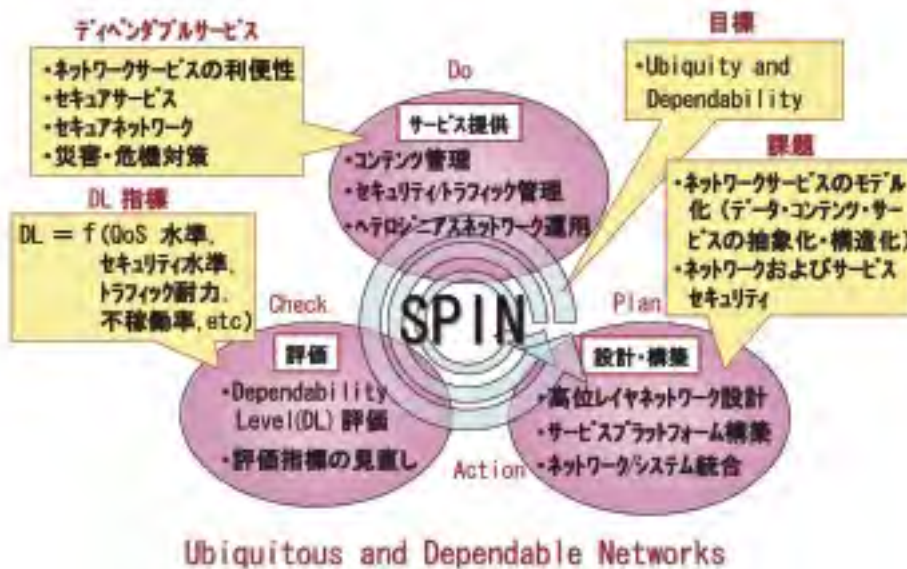 ディペンダブルサービス
・ネットワークサービスの利便性
・セキュアサービス
・セキュアネットワーク
・災害・危機対策
目標
・Ubiquity and
Dependability
Do
サービス提供
・コンテンツ管理
・セキュリティ/トラフィック管理
・ヘテロジニアスネットワーク運用
課題
・ネットワークサービスのモデル
化(データ・コンテンツ・サー
ビスの抽象化・構造化)
・ネットワークおよびサービス
セキュリティ
DL 指標
DL = f(QoS 水準,
セキュリティ水準,
トラフィック耐力,
不稼働率, etc)
Check
SPIN
Plan
評価
・Dependability
Level(DL) 評価
・評価指標の見直し
設計・構築
・高位レイヤネットワーク設計
・サービスプラットフォーム構築
・ネットワーク/システム統合
Action
Ubiquitous and Dependable Networks